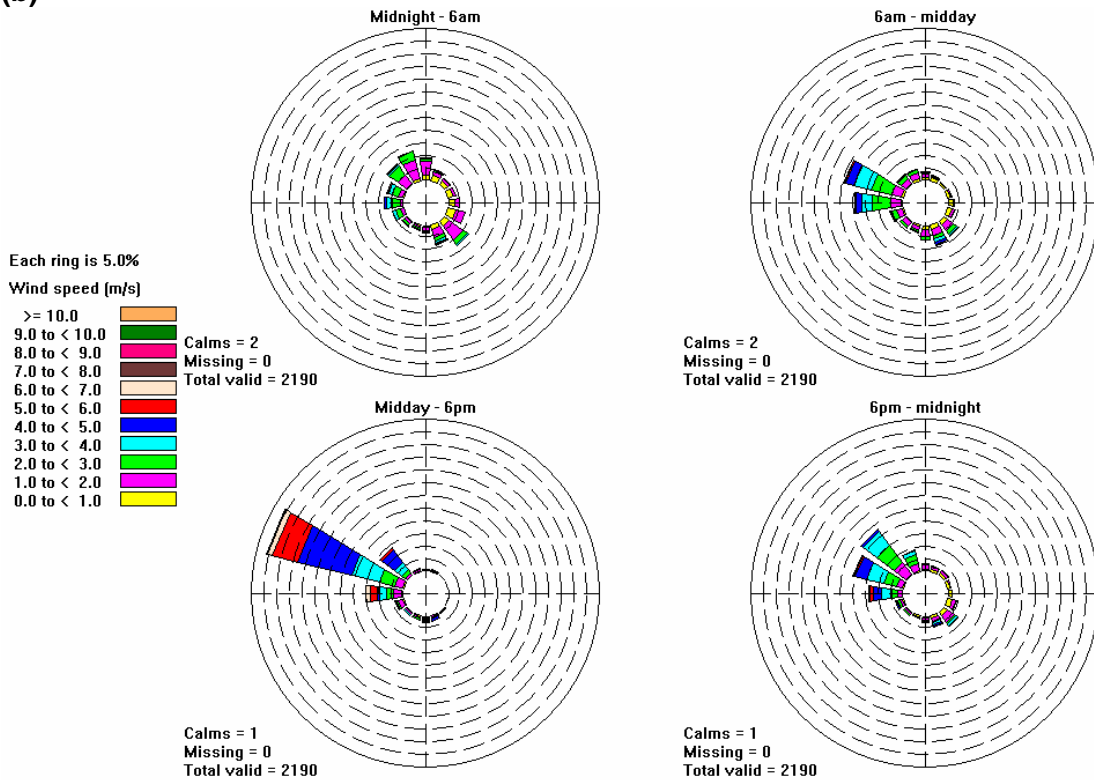 (b)
Midnight - 6am
6am - midday
Each ring is 5.0%
Wind speed (m/s)
>= 10.0
9.0 to < 10.0
8.0 to < 9.0
7.0 to < 8.0
6.0 to < 7.0
5.0 to < 6.0
4.0 to < 5.0
3.0 to < 4.0
2.0 to < 3.0
1.0 to < 2.0
0.0 to < 1.0
Calms = 2
Missing = 0
Total valid = 2190
Calms = 2
Missing = 0
Total valid = 2190
Midday - 6pm
6pm - midnight
Calms = 1
Missing = 0
Total valid = 2190
Calms = 1
Missing = 0
Total valid = 2190